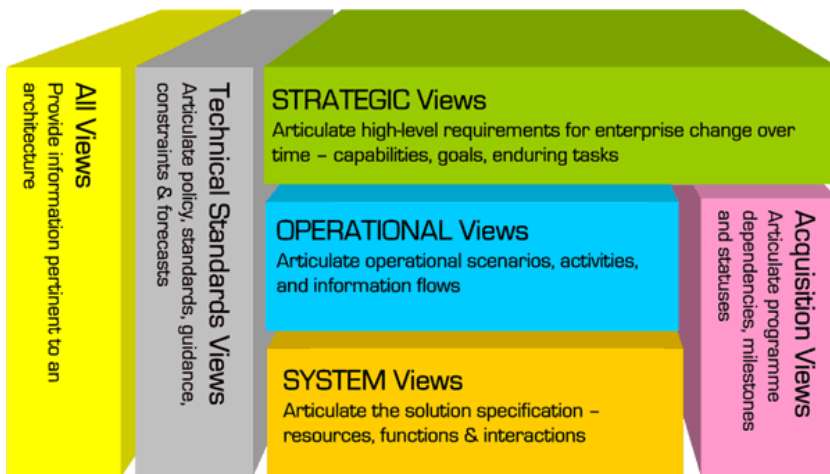 All Views
Provide information pertinent to an
architecture
Technical Standards Views
Articulate policy, standards, guidance,
constraints & forecasts
STRATEGIC Views
Articulate high-level requirements for enterprise change over
time – capabilities, goals, enduring tasks
OPERATIONAL Views
Articulate operational scenarios, activities,
and information flows
SYSTEM Views
Articulate the solution specification –
resources, functions & interactions
Acquisition Views
Articulate programme
dependencies, milestones
and statuses